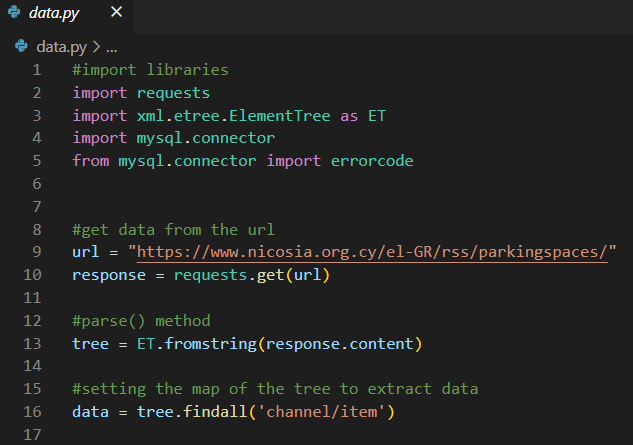 data.py ×
data.py > ...
1 #import libraries
2 import requests
3 import xml.etree.ElementTree as ET
4 import mysql.connector
5 from mysql.connector import errorcode
6
7
8 #get data from the url
9 url = "https://www.nicosia.org.cy/el-GR/rss/parkingspaces/"
10 response = requests.get(url)
11
12 #parse() method
13 tree = ET.fromstring(response.content)
14
15 #setting the map of the tree to extract data
16 data = tree.findall('channel/item')
17